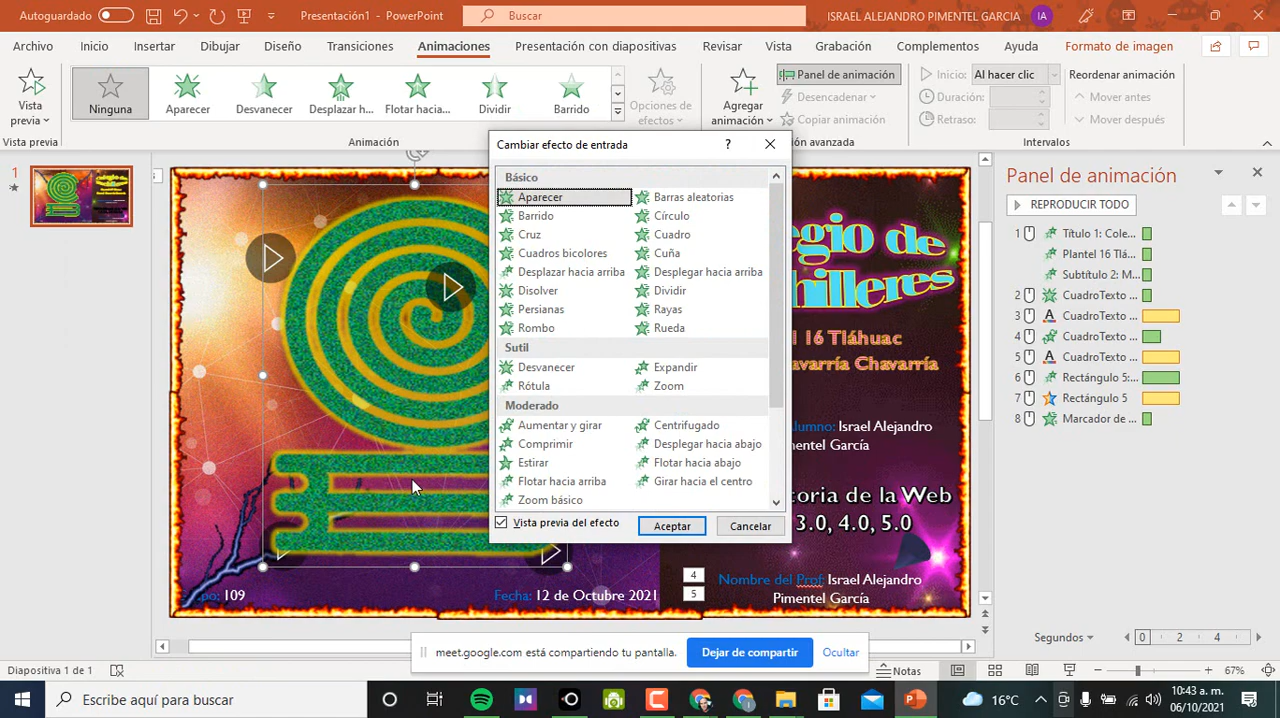 Autoguardado
Presentación1 - PowerPoint
Buscar
ISRAEL ALEJANDRO PIMENTEL GARCIA
IA
Archivo
Inicio
Insertar
Dibujar
Diseño
Transiciones
Animaciones
Presentación con diapositivas
Revisar
Vista
Grabación
Complementos
Ayuda
Formato de imagen
Vista previa
Ninguna
Aparecer
Desvanecer
Desplazar h...
Flotar hacia...
Dividir
Barrido
Opciones de efectos
Agregar animación
Panel de animación
Desencadenar
Copiar animación
Inicio: Al hacer clic
Duración:
Retraso:
Reordenar animación
Mover antes
Mover después
Vista previa
Animación
avanzada
Intervalos
Cambiar efecto de entrada
?
Básico
Aparecer
Barras aleatorias
Barrido
Círculo
Cruz
Cuadro
Cuadros bicolores
Cuña
Desplazar hacia arriba
Desplegar hacia arriba
Disolver
Dividir
Persianas
Rayas
Rombo
Rueda
Sutil
Desvanecer
Expandir
Rótula
Zoom
Moderado
Aumentar y girar
Centrifugado
Comprimir
Desplegar hacia abajo
Estirar
Flotar hacia abajo
Flotar hacia arriba
Girar hacia el centro
Zoom básico
Vista previa del efecto
Aceptar
Cancelar
1
gio de
hilleres
l 16 Tláhuac
avarría Chavarría
lumno: Israel Alejandro
imentel García
toria de la Web
3.0, 4.0, 5.0
4
5
Nombre del Prof: Israel Alejandro
Pimentel García
po: 109
Fecha: 12 de Octubre 2021
Panel de animación
REPRODUCIR TODO
1 Título 1: Cole...
Plantel 16 Tlá...
Subtítulo 2: M...
2 CuadroTexto ...
3 CuadroTexto ...
4 CuadroTexto ...
5 CuadroTexto ...
6 Rectángulo 5:...
7 Rectángulo 5
8 Marcador de ...
Segundos
0
2
4
meet.google.com está compartiendo tu pantalla.
Dejar de compartir
Ocultar
Diapositiva 1 de 1
Notas
67%
Escribe aquí para buscar
16°C
10:43 a. m.
06/10/2021